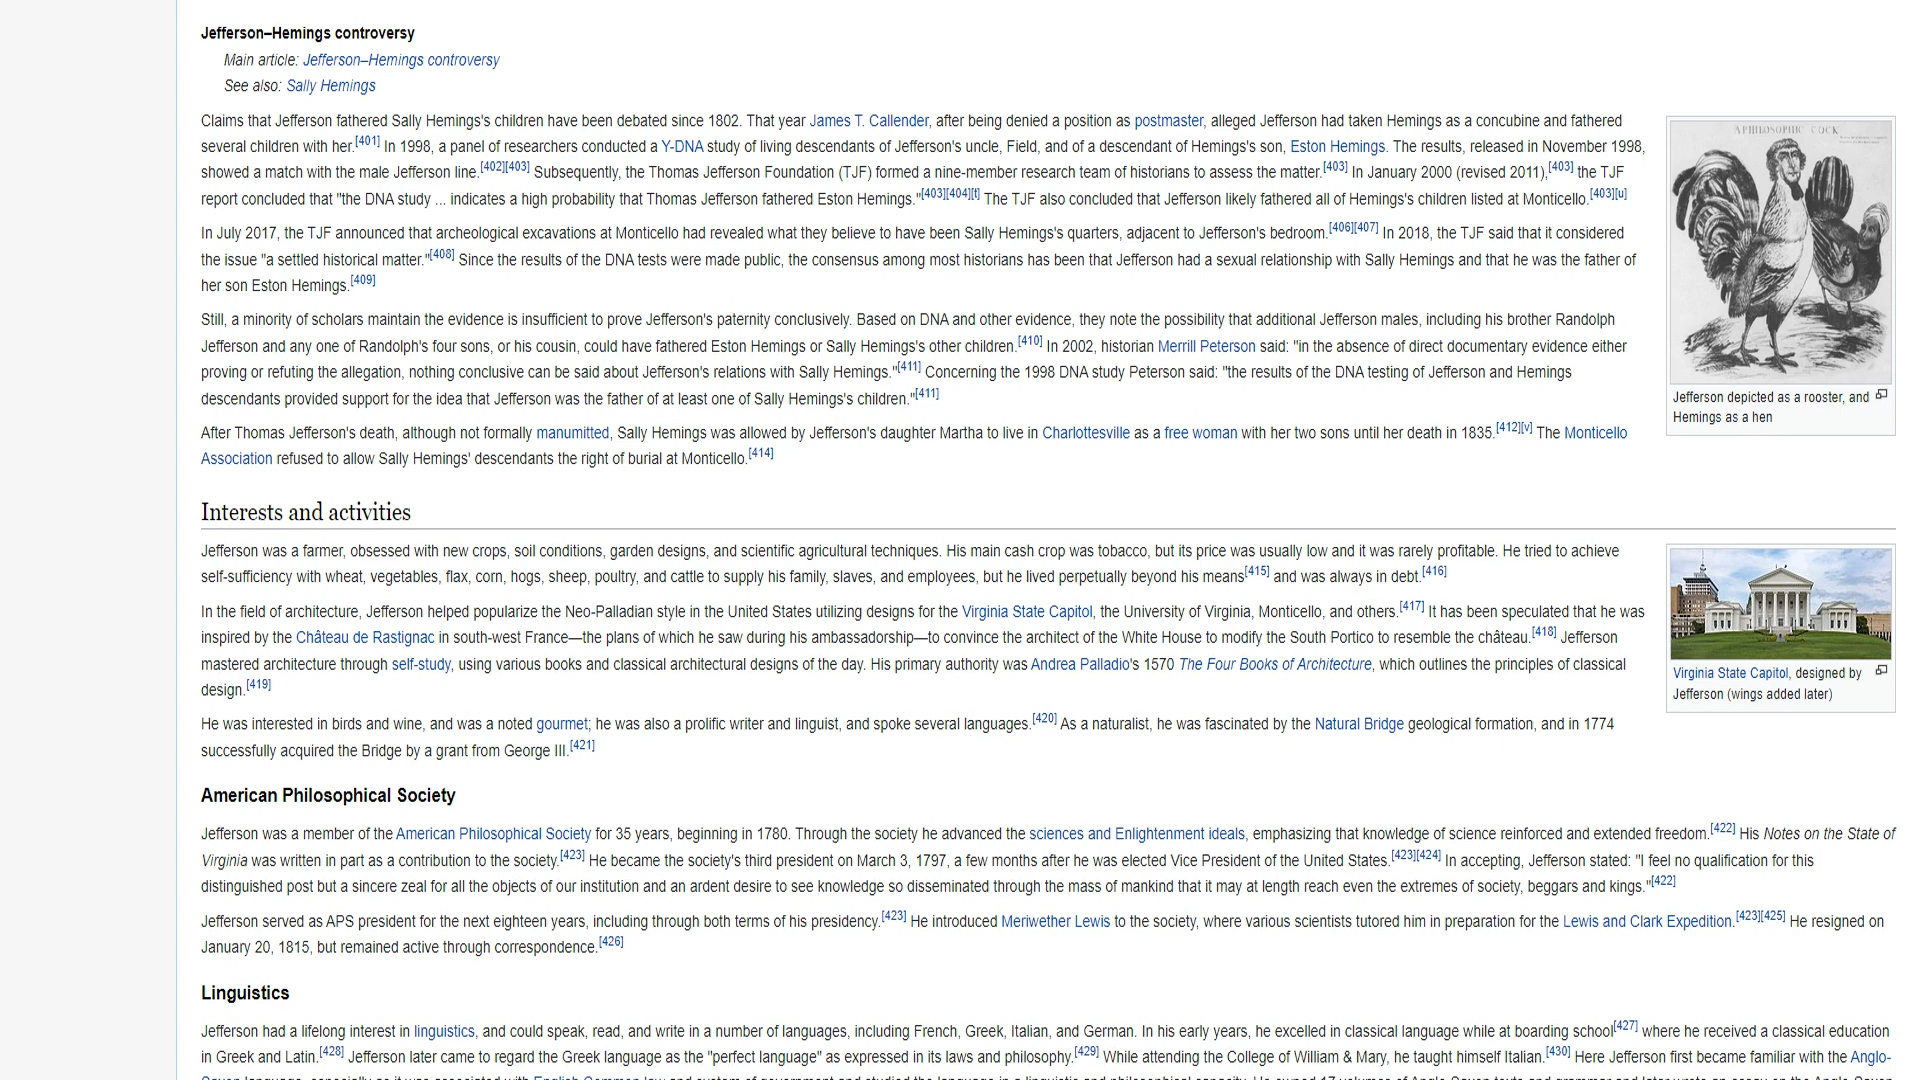 Jefferson–Hemings controversy
Main article: Jefferson–Hemings controversy
See also: Sally Hemings
Claims that Jefferson fathered Sally Hemings's children have been debated since 1802. That year James T. Callender, after being denied a position as postmaster, alleged Jefferson had taken Hemings as a concubine and fathered
several children with her.[401] In 1998, a panel of researchers conducted a Y-DNA study of living descendants of Jefferson's uncle, Field, and of a descendant of Hemings's son, Eston Hemings. The results, released in November 1998,
showed a match with the male Jefferson line.[402][403] Subsequently, the Thomas Jefferson Foundation (TJF) formed a nine-member research team of historians to assess the matter.[403] In January 2000 (revised 2011),[403] the TJF
report concluded that "the DNA study ... indicates a high probability that Thomas Jefferson fathered Eston Hemings."[403][404][t] The TJF also concluded that Jefferson likely fathered all of Hemings's children listed at Monticello.[403][u]
In July 2017, the TJF announced that archeological excavations at Monticello had revealed what they believe to have been Sally Hemings's quarters, adjacent to Jefferson's bedroom.[406][407] In 2018, the TJF said that it considered
the issue "a settled historical matter."[408] Since the results of the DNA tests were made public, the consensus among most historians has been that Jefferson had a sexual relationship with Sally Hemings and that he was the father of
her son Eston Hemings.[409]
Still, a minority of scholars maintain the evidence is insufficient to prove Jefferson's paternity conclusively. Based on DNA and other evidence, they note the possibility that additional Jefferson males, including his brother Randolph
Jefferson and any one of Randolph's four sons, or his cousin, could have fathered Eston Hemings or Sally Hemings's other children.[410] In 2002, historian Merrill Peterson said: "in the absence of direct documentary evidence either
proving or refuting the allegation, nothing conclusive can be said about Jefferson's relations with Sally Hemings."[411] Concerning the 1998 DNA study Peterson said: "the results of the DNA testing of Jefferson and Hemings
descendants provided support for the idea that Jefferson was the father of at least one of Sally Hemings's children."[411]
After Thomas Jefferson's death, although not formally manumitted, Sally Hemings was allowed by Jefferson's daughter Martha to live in Charlottesville as a free woman with her two sons until her death in 1835.[412][v] The Monticello
Association refused to allow Sally Hemings' descendants the right of burial at Monticello.[414]
A PHILOSOPHIC COCK
Jefferson depicted as a rooster, and
Hemings as a hen
Interests and activities
Jefferson was a farmer, obsessed with new crops, soil conditions, garden designs, and scientific agricultural techniques. His main cash crop was tobacco, but its price was usually low and it was rarely profitable. He tried to achieve
self-sufficiency with wheat, vegetables, flax, corn, hogs, sheep, poultry, and cattle to supply his family, slaves, and employees, but he lived perpetually beyond his means[415] and was always in debt.[416]
In the field of architecture, Jefferson helped popularize the Neo-Palladian style in the United States utilizing designs for the Virginia State Capitol, the University of Virginia, Monticello, and others.[417] It has been speculated that he was
inspired by the Château de Rastignac in south-west France—the plans of which he saw during his ambassadorship—to convince the architect of the White House to modify the South Portico to resemble the château.[418] Jefferson
mastered architecture through self-study, using various books and classical architectural designs of the day. His primary authority was Andrea Palladio's 1570 The Four Books of Architecture, which outlines the principles of classical
design.[419]
He was interested in birds and wine, and was a noted gourmet; he was also a prolific writer and linguist, and spoke several languages.[420] As a naturalist, he was fascinated by the Natural Bridge geological formation, and in 1774
successfully acquired the Bridge by a grant from George III.[421]
Virginia State Capitol, designed by
Jefferson (wings added later)
American Philosophical Society
Jefferson was a member of the American Philosophical Society for 35 years, beginning in 1780. Through the society he advanced the sciences and Enlightenment ideals, emphasizing that knowledge of science reinforced and extended freedom.[422] His Notes on the State of
Virginia was written in part as a contribution to the society.[423] He became the society's third president on March 3, 1797, a few months after he was elected Vice President of the United States.[423][424] In accepting, Jefferson stated: "I feel no qualification for this
distinguished post but a sincere zeal for all the objects of our institution and an ardent desire to see knowledge so disseminated through the mass of mankind that it may at length reach even the extremes of society, beggars and kings."[422]
Jefferson served as APS president for the next eighteen years, including through both terms of his presidency.[423] He introduced Meriwether Lewis to the society, where various scientists tutored him in preparation for the Lewis and Clark Expedition.[423][425] He resigned on
January 20, 1815, but remained active through correspondence.[426]
Linguistics
Jefferson had a lifelong interest in linguistics, and could speak, read, and write in a number of languages, including French, Greek, Italian, and German. In his early years, he excelled in classical language while at boarding school[427] where he received a classical education
in Greek and Latin.[428] Jefferson later came to regard the Greek language as the "perfect language" as expressed in its laws and philosophy.[429] While attending the College of William & Mary, he taught himself Italian.[430] Here Jefferson first became familiar with the Anglo-